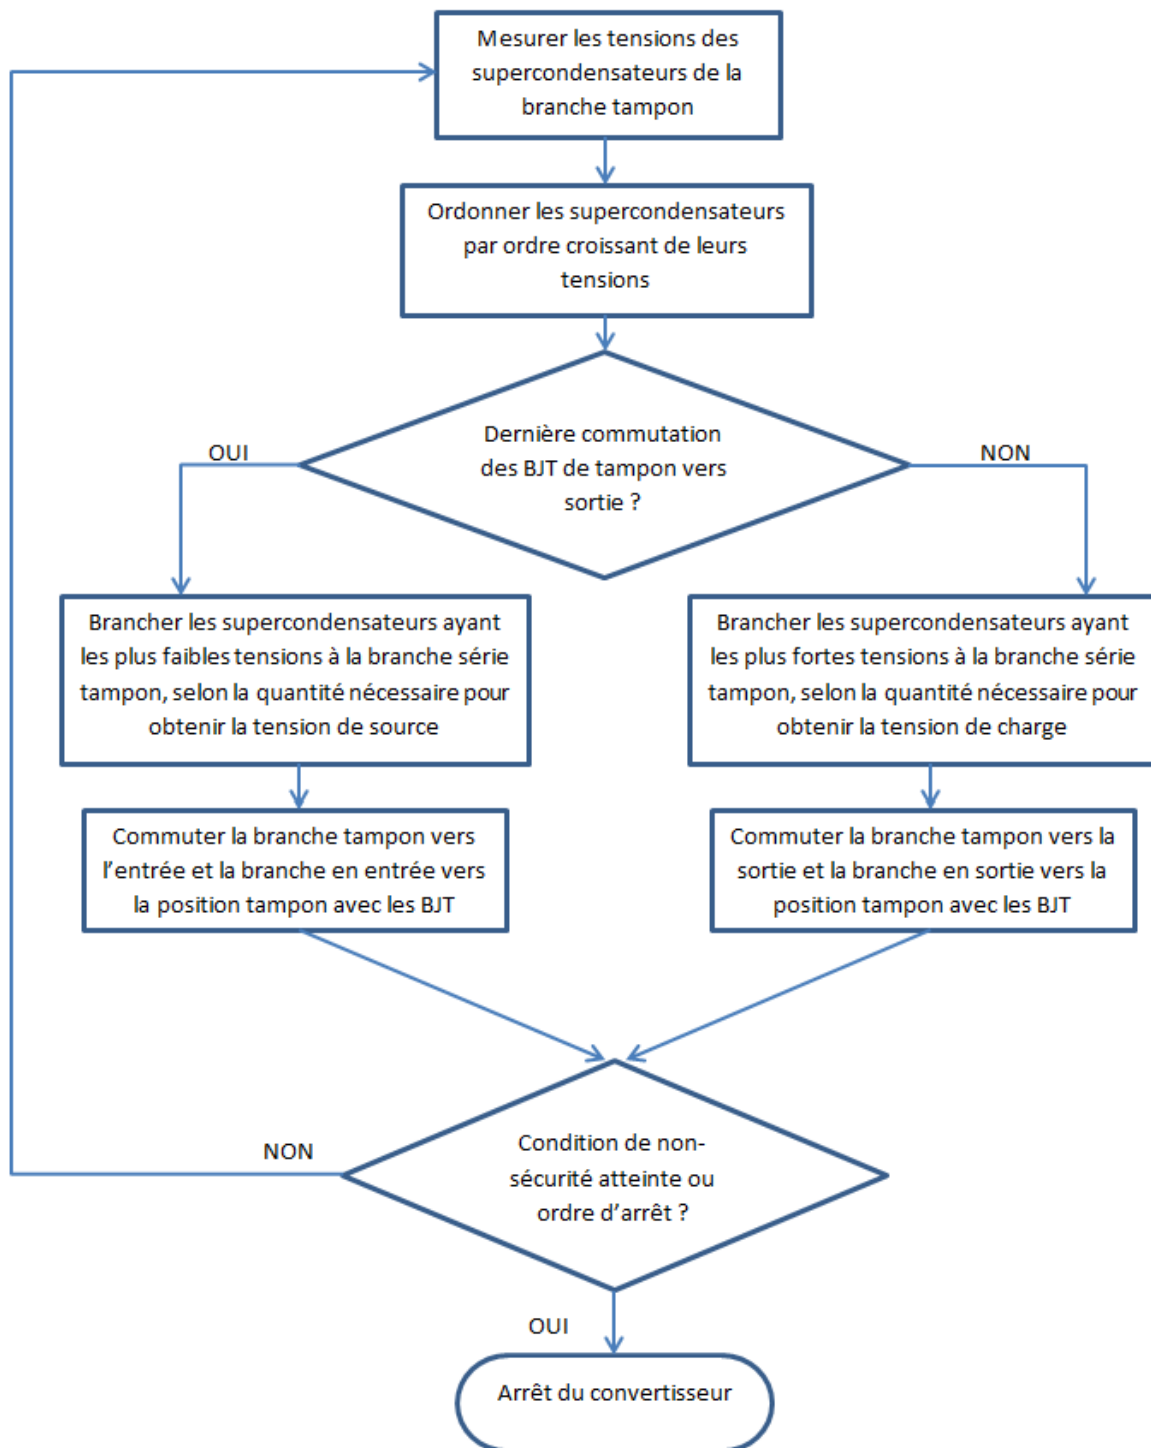 Mesurer les tensions des
supercondensateurs de la
branche tampon
Ordonner les supercondensateurs
par ordre croissant de leurs
tensions
Dernière commutation
des BJT de tampon vers
sortie ?
OUI
NON
Brancher les supercondensateurs ayant
les plus faibles tensions à la branche série
tampon, selon la quantité nécessaire pour
obtenir la tension de source
Brancher les supercondensateurs ayant
les plus fortes tensions à la branche série
tampon, selon la quantité nécessaire pour
obtenir la tension de charge
Commuter la branche tampon vers
l’entrée et la branche en entrée vers
la position tampon avec les BJT
Commuter la branche tampon vers la
sortie et la branche en sortie vers la
position tampon avec les BJT
Condition de non-
sécurité atteinte ou
ordre d’arrêt ?
NON
OUI
Arrêt du convertisseur